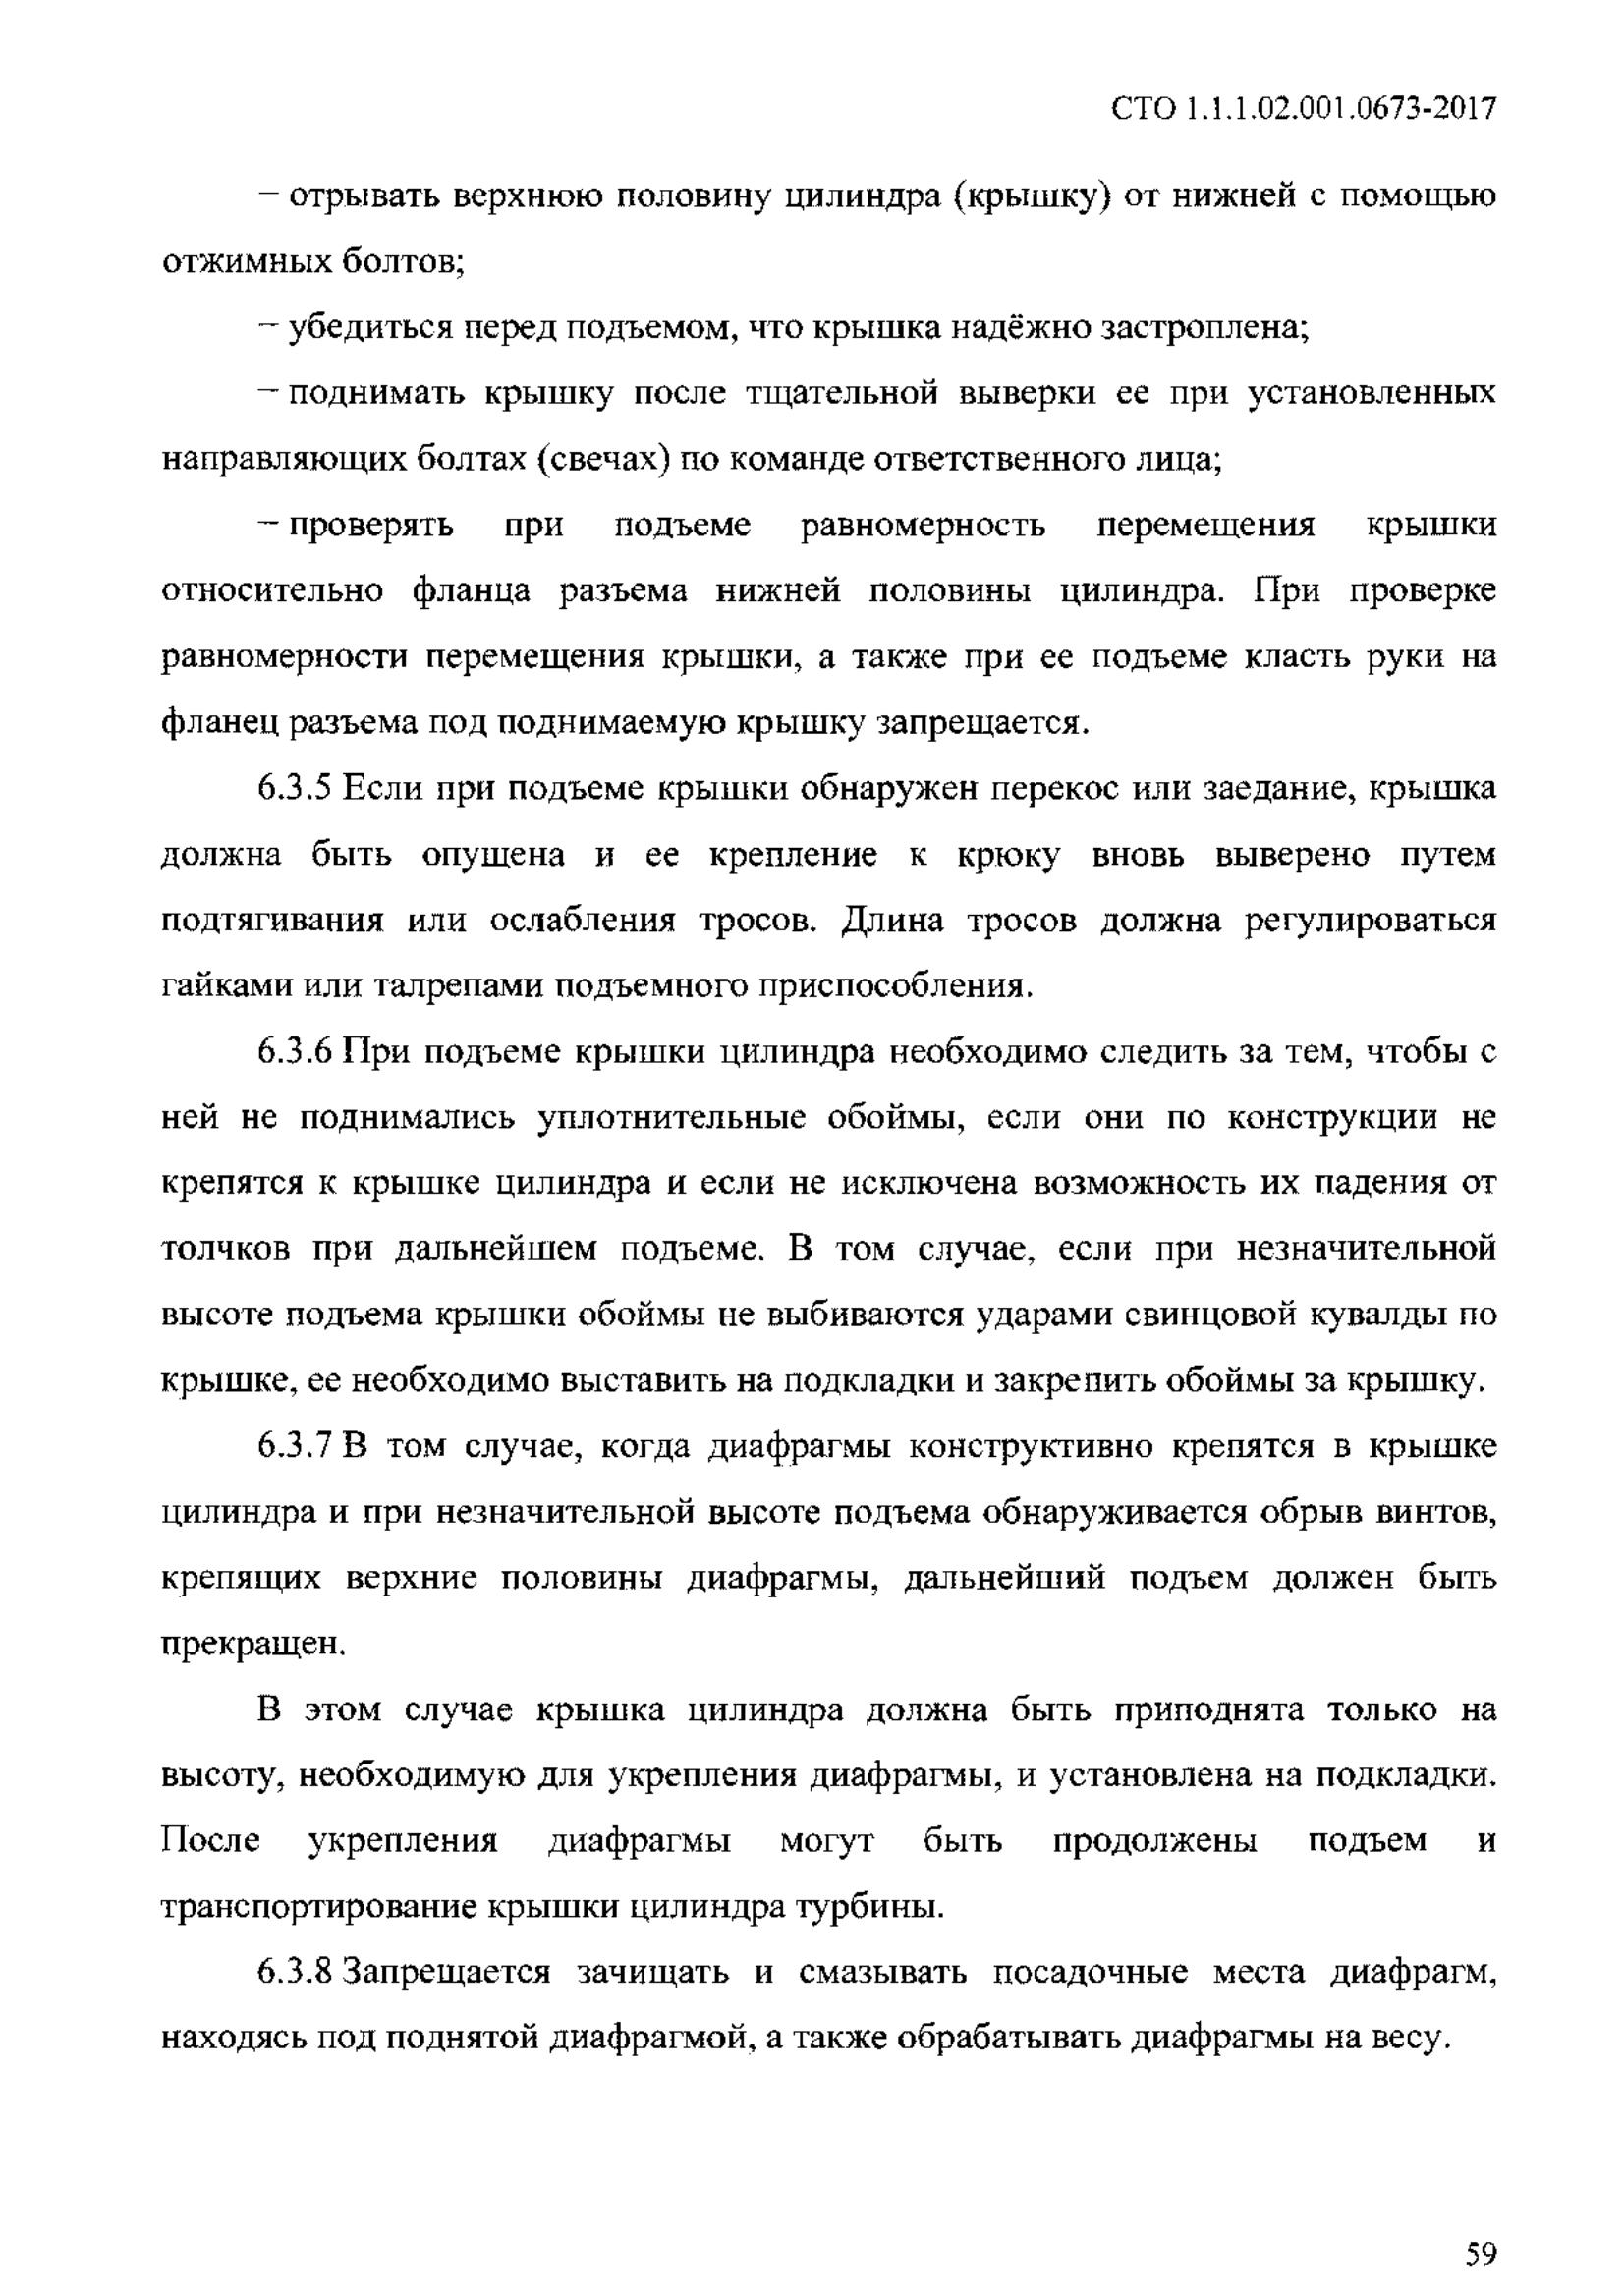 СТО 1.1.1.02.001.0673-2017
– отрывать верхнюю половину цилиндра (крышку) от нижней с помощью
отжимных болтов;
– убедиться перед подъемом, что крышка надёжно застроплена;
– поднимать крышку после тщательной выверки ее при установленных
направляющих болтах (свечах) по команде ответственного лица;
– проверять при подъеме равномерность перемещения крышки
относительно фланца разъема нижней половины цилиндра. При проверке
равномерности перемещения крышки, а также при ее подъеме класть руки на
фланец разъема под поднимаемую крышку запрещается.
6.3.5 Если при подъеме крышки обнаружен перекос или заедание, крышка
должна быть опущена и ее крепление к крюку вновь выверено путем
подтягивания или ослабления тросов. Длина тросов должна регулироваться
гайками или талрепами подъемного приспособления.
6.3.6 При подъеме крышки цилиндра необходимо следить за тем, чтобы с
ней не поднимались уплотнительные обоймы, если они по конструкции не
крепятся к крышке цилиндра и если не исключена возможность их падения от
толчков при дальнейшем подъеме. В том случае, если при незначительной
высоте подъема крышки обоймы не выбиваются ударами свинцовой кувалды по
крышке, ее необходимо выставить на подкладки и закрепить обоймы за крышку.
6.3.7 В том случае, когда диафрагмы конструктивно крепятся в крышке
цилиндра и при незначительной высоте подъема обнаруживается обрыв винтов,
крепящих верхние половины диафрагмы, дальнейший подъем должен быть
прекращен.
В этом случае крышка цилиндра должна быть приподнята только на
высоту, необходимую для укрепления диафрагмы, и установлена на подкладки.
После укрепления диафрагмы могут быть продолжены подъем и
транспортирование крышки цилиндра турбины.
6.3.8 Запрещается зачищать и смазывать посадочные места диафрагм,
находясь под поднятой диафрагмой, а также обрабатывать диафрагмы на весу.
59